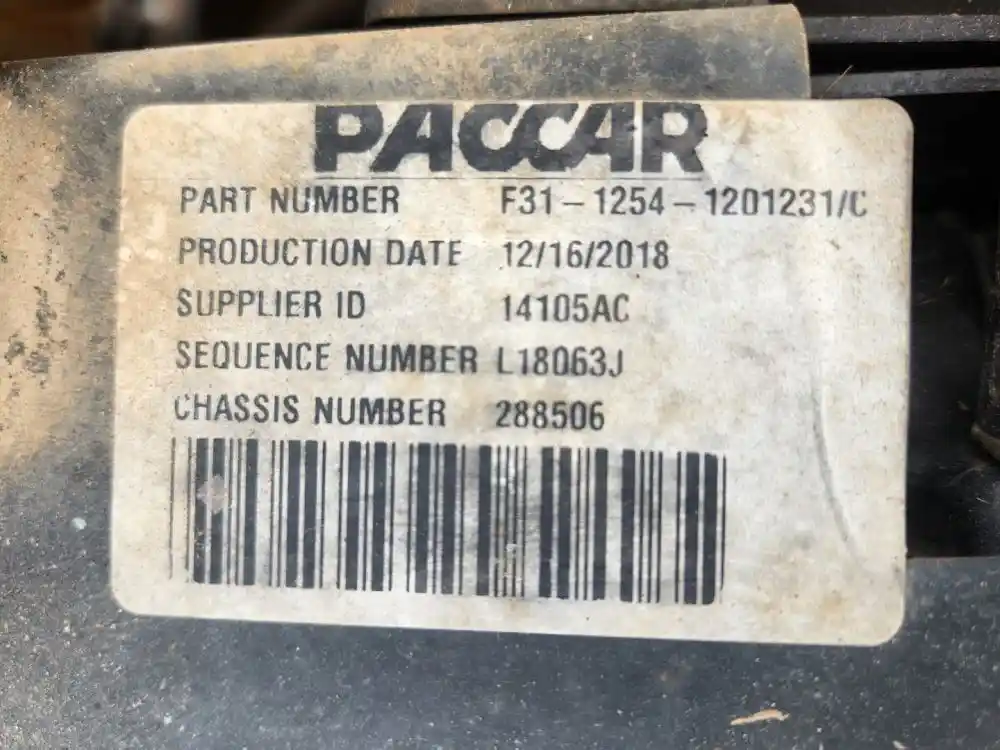 PACCAR
PART NUMBER F31-1254-1201231/C
PRODUCTION DATE 12/16/2018
SUPPLIER ID 14105AC
SEQUENCE NUMBER L18063J
CHASSIS NUMBER 288506